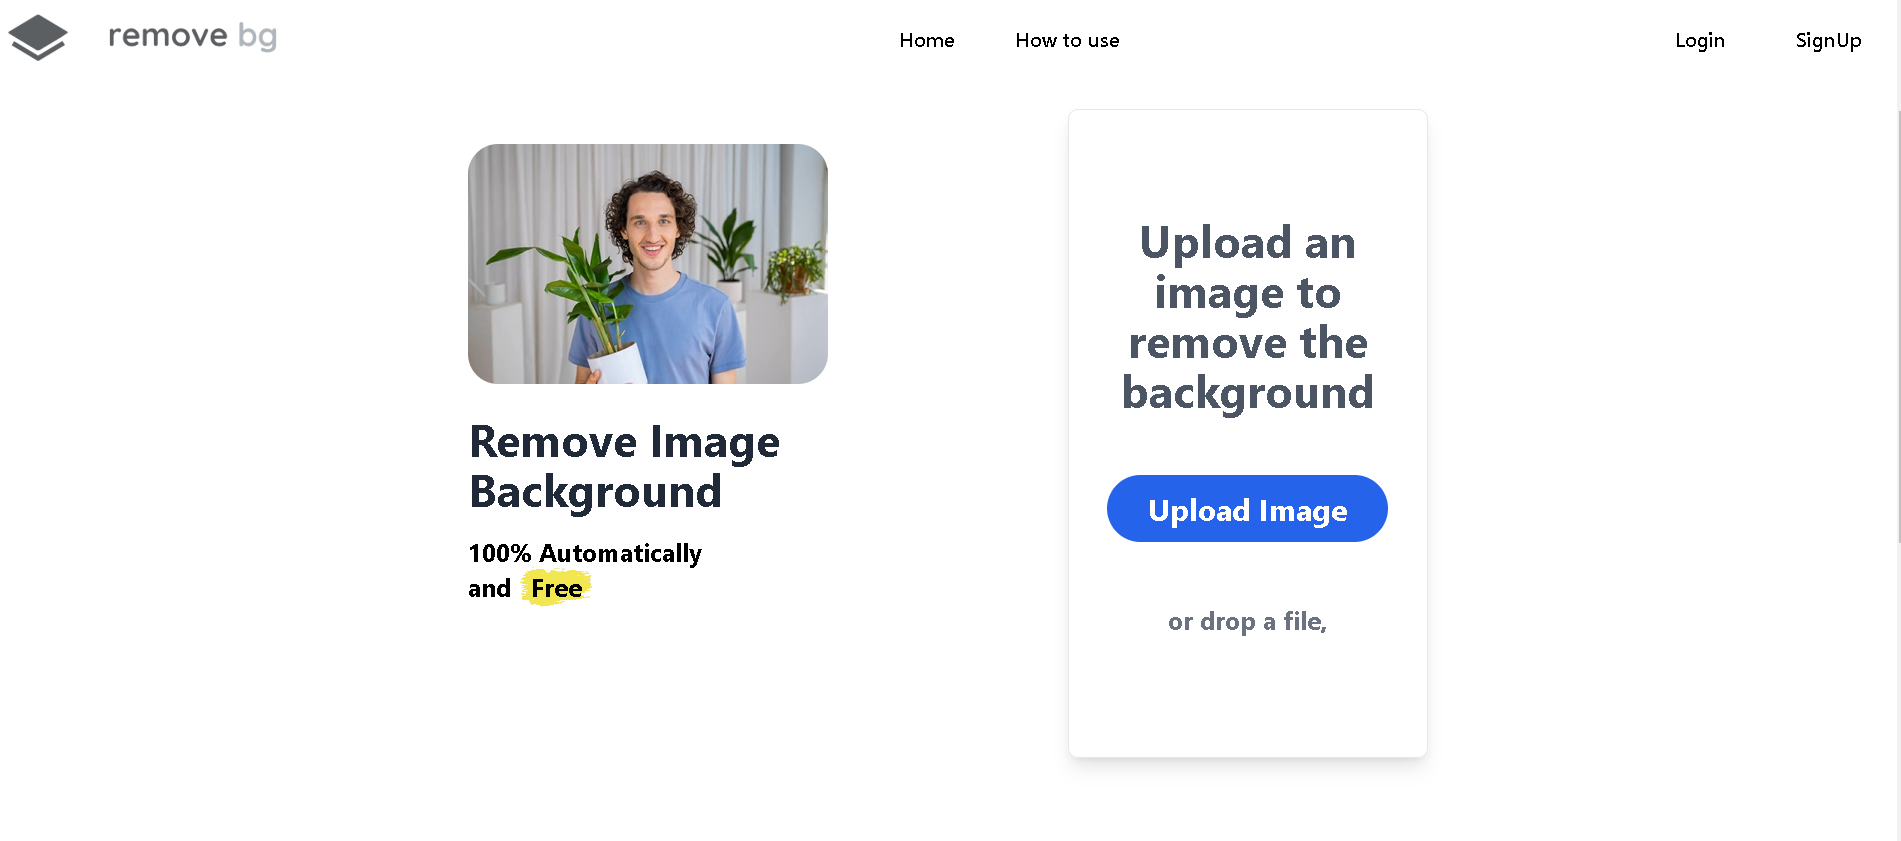 remove bg
Home
How to use
Login
SignUp
Remove Image
Background
100% Automatically
and Free
Upload an
image to
remove the
background
Upload Image
or drop a file,